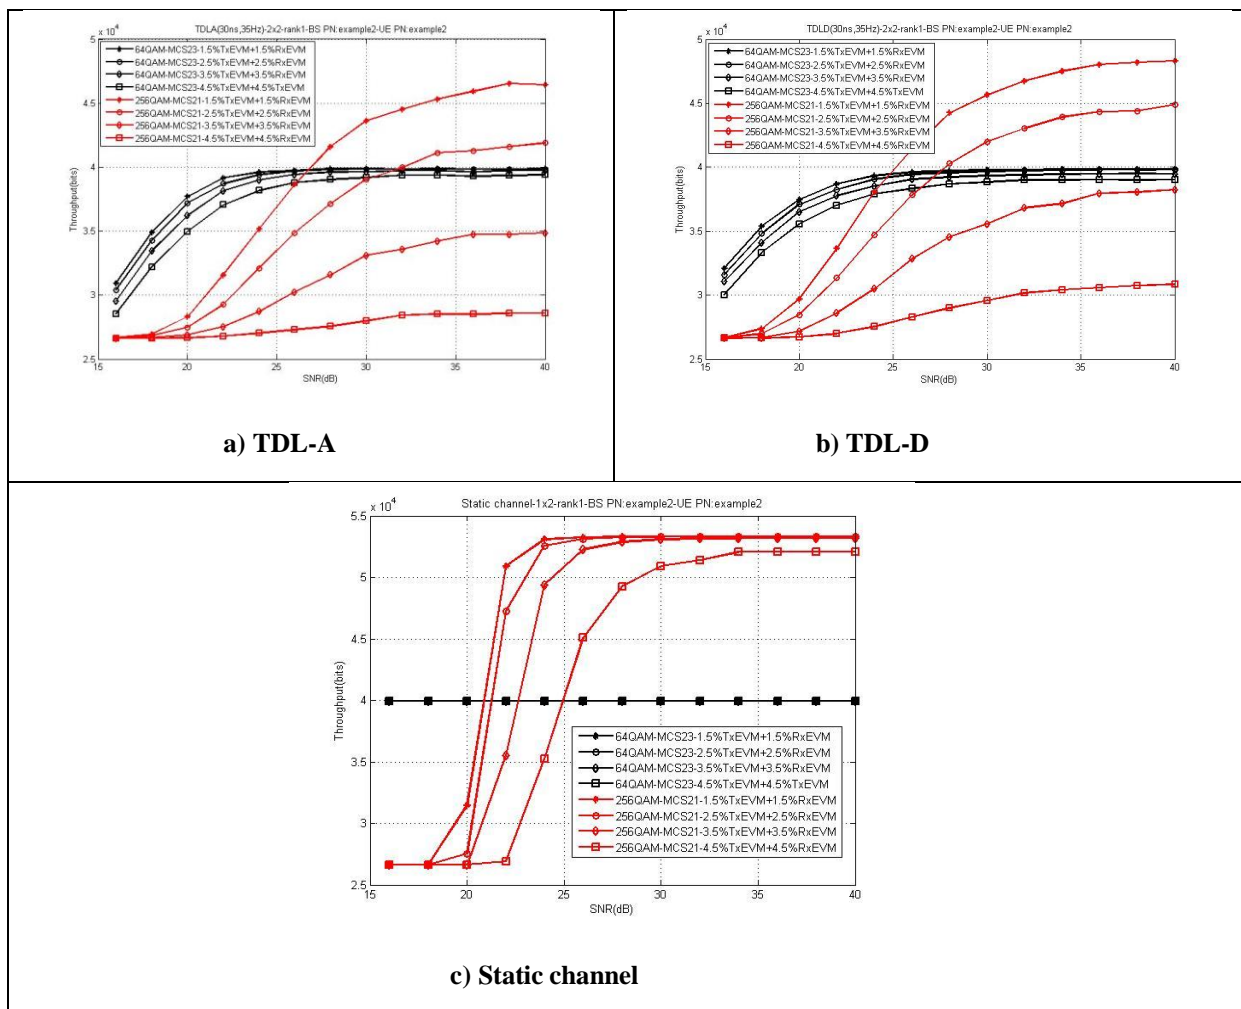 TDLA(30ns,35Hz)-2x2-rank1-BS PN:example2-UE PN:example2
x 10^4
5
4.5
4
3.5
3
2.5
Throughput(bits)
64QAM-MCS23-1.5%TxEVM+1.5%RxEVM
64QAM-MCS23-2.5%TxEVM+2.5%RxEVM
64QAM-MCS23-3.5%TxEVM+3.5%RxEVM
64QAM-MCS23-4.5%TxEVM+4.5%TxEVM
256QAM-MCS21-1.5%TxEVM+1.5%RxEVM
256QAM-MCS21-2.5%TxEVM+2.5%RxEVM
256QAM-MCS21-3.5%TxEVM+3.5%RxEVM
256QAM-MCS21-4.5%TxEVM+4.5%RxEVM
15 20 25 30 35 40
SNR(dB)
a) TDL-A
TDLD(30ns,35Hz)-2x2-rank1-BS PN:example2-UE PN:example2
x 10^4
5
4.5
4
3.5
3
2.5
Throughput(bits)
64QAM-MCS23-1.5%TxEVM+1.5%RxEVM
64QAM-MCS23-2.5%TxEVM+2.5%RxEVM
64QAM-MCS23-3.5%TxEVM+3.5%RxEVM
64QAM-MCS23-4.5%TxEVM+4.5%TxEVM
256QAM-MCS21-1.5%TxEVM+1.5%RxEVM
256QAM-MCS21-2.5%TxEVM+2.5%RxEVM
256QAM-MCS21-3.5%TxEVM+3.5%RxEVM
256QAM-MCS21-4.5%TxEVM+4.5%RxEVM
15 20 25 30 35 40
SNR(dB)
b) TDL-D
Static channel-1x2-rank1-BS PN:example2-UE PN:example2
x 10^4
5.5
5
4.5
4
3.5
3
2.5
Throughput(bits)
64QAM-MCS23-1.5%TxEVM+1.5%RxEVM
64QAM-MCS23-2.5%TxEVM+2.5%RxEVM
64QAM-MCS23-3.5%TxEVM+3.5%RxEVM
64QAM-MCS23-4.5%TxEVM+4.5%TxEVM
256QAM-MCS21-1.5%TxEVM+1.5%RxEVM
256QAM-MCS21-2.5%TxEVM+2.5%RxEVM
256QAM-MCS21-3.5%TxEVM+3.5%RxEVM
256QAM-MCS21-4.5%TxEVM+4.5%RxEVM
15 20 25 30 35 40
SNR(dB)
c) Static channel